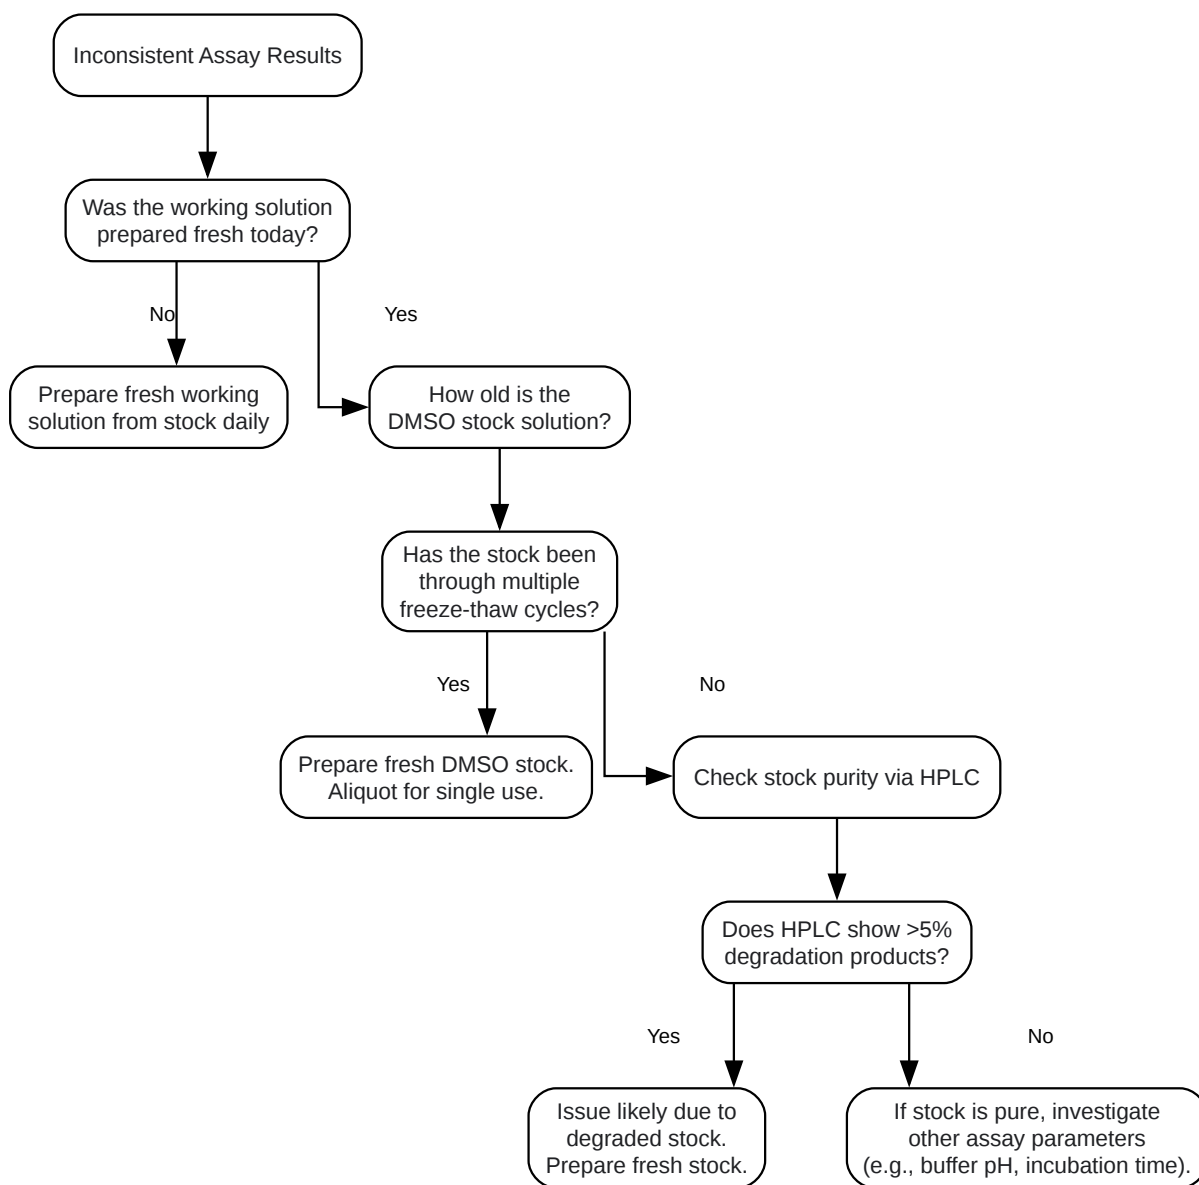 Inconsistent Assay Results
Was the working solution
prepared fresh today?
No
Yes
Prepare fresh working
solution from stock daily
How old is the
DMSO stock solution?
Has the stock been
through multiple
freeze-thaw cycles?
Yes
No
Prepare fresh DMSO stock.
Aliquot for single use.
Check stock purity via HPLC
Does HPLC show >5%
degradation products?
Yes
No
Issue likely due to
degraded stock.
Prepare fresh stock.
If stock is pure, investigate
other assay parameters
(e.g., buffer pH, incubation time).